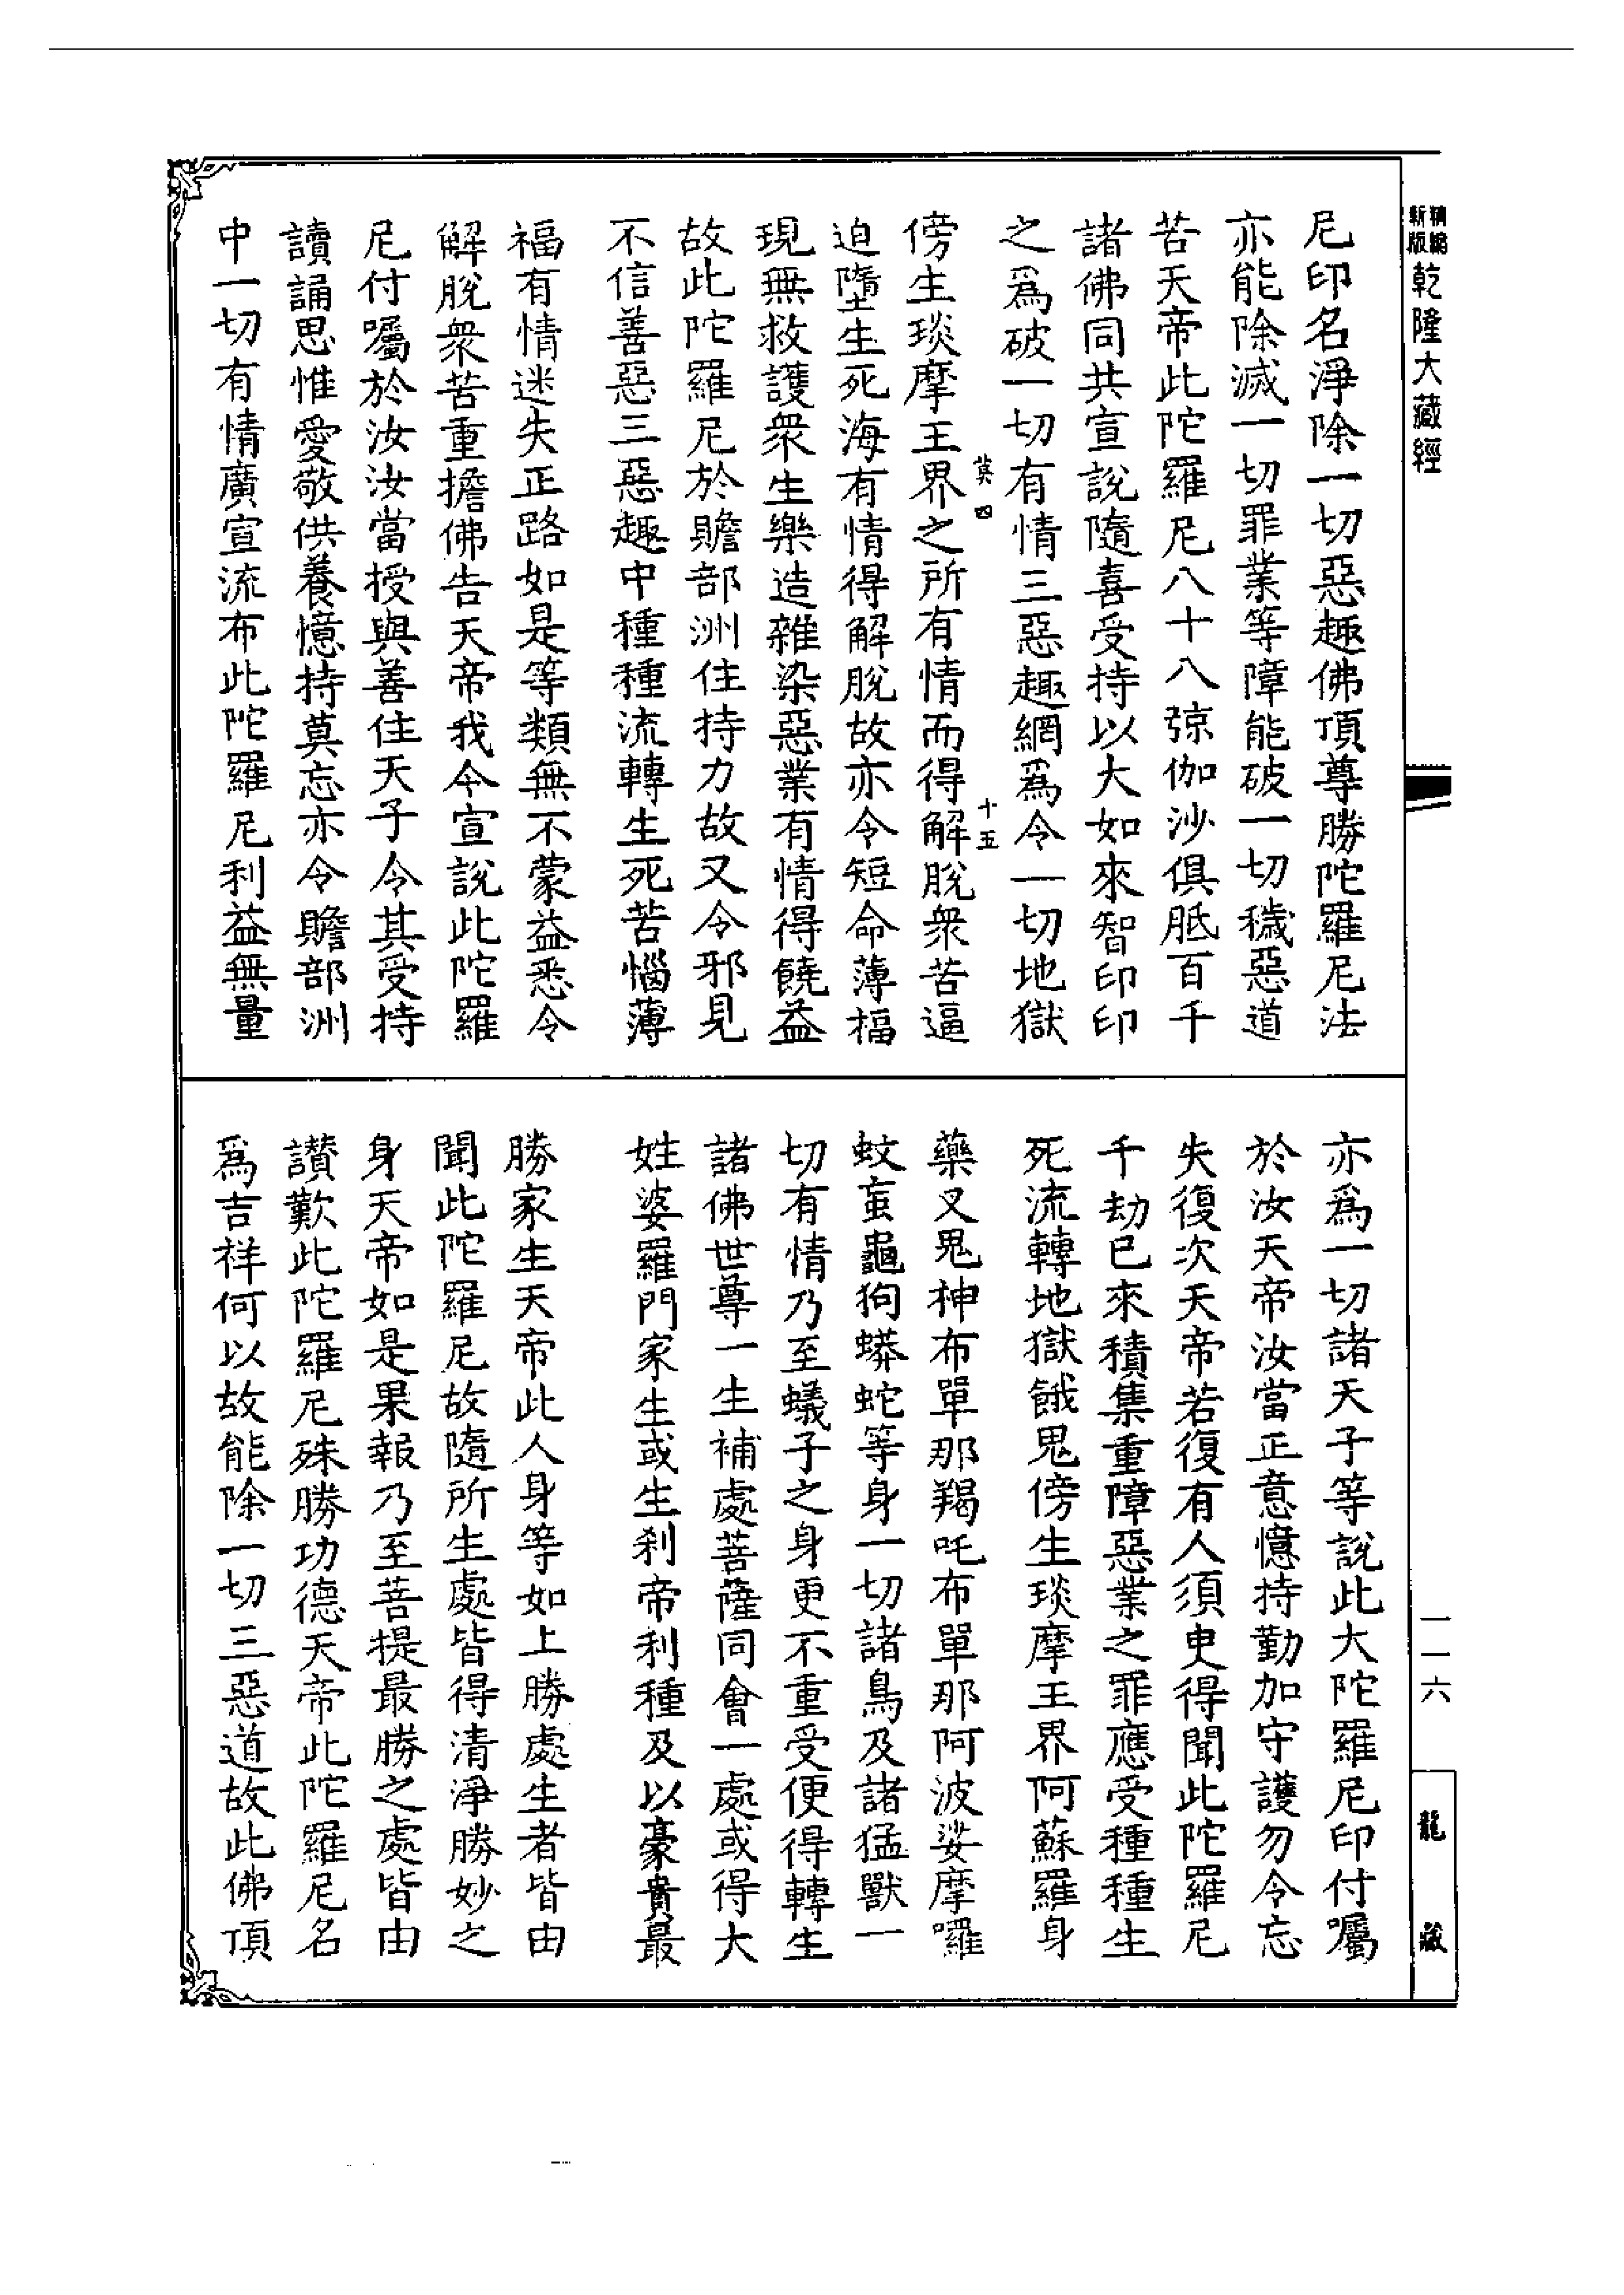 精縮新版
乾隆大藏經
尼印名淨除一切惡趣佛頂尊勝陀羅尼法
亦能除滅一切罪業等障能破一切穢惡道
苦天帝此陀羅尼八十八殑伽沙俱胝百千
諸佛同共宣說隨喜受持以大如來智印印
之爲破一切有情三惡趣網爲令一切地獄
冀四
十五
傍生琰摩王界之所有情而得解脫衆苦逼
迫墮生死海有情得解脫故亦令短命薄福
現無救護衆生樂造雜染惡業有情得饒益
故此陀羅尼於贍部洲住持力故又令邪見
不信善惡三惡趣中種種流轉生死苦惱薄
福有情迷失正路如是等類無不蒙益悉令
解脫衆苦重擔佛告天帝我今宣說此陀羅
尼付囑於汝汝當授與善住天子令其受持
讀誦思惟愛敬供養憶持莫忘亦令贍部洲
中一切有情廣宣流布此陀羅尼利益無量
亦爲一切諸天子等說此大陀羅尼印付囑
於汝天帝汝當正意憶持勤加守護勿令忘
失復次天帝若復有人須臾得聞此陀羅尼
千劫已來積集重障惡業之罪應受種種生
死流轉地獄餓鬼傍生琰摩王界阿蘇羅身
藥叉鬼神布單那羯吒布單那阿波娑摩囉
蚊䖟龜狗蟒蛇等身一切諸鳥及諸猛獸一
切有情乃至蟻子之身更不重受便得轉生
諸佛世尊一生補處菩薩同會一處或得大
姓婆羅門家生或生刹帝利種及以豪貴最
勝家生天帝此人身等如上勝處生者皆由
聞此陀羅尼故隨所生處皆得清淨勝妙之
身天帝如是果報乃至菩提最勝之處皆由
讚歎此陀羅尼殊勝功德天帝此陀羅尼名
爲吉祥何以故能除一切三惡道故此佛頂
一一六
龍藏